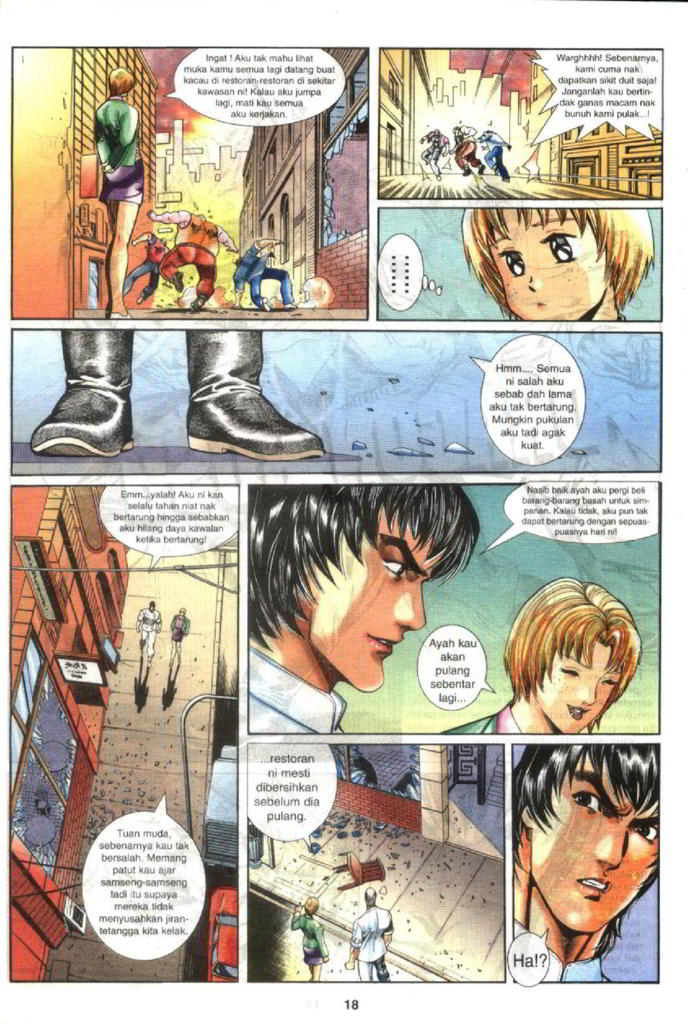 Ingat ! Aku tak mahu lihat
muka kamu semua lagi datang buat
kacau di restoran-restoran di sekitar
kawasan ni! Kalau aku jumpa
lagi, mati kau semua
aku kerjakan.
Warghhhh! Sebenarnya,
kami cuma nak
dapatkan sikit duit saja!
Janganlah kau bertin-
dak ganas macam nak
bunuh kami pulak...!
Hmm.... Semua
ni salah aku
sebab dah lama
aku tak bertarung.
Mungkin pukulan
aku tadi agak
kuat.
Emm...yalah! Aku ni kan
selalu tahan niat nak
bertarung hingga sebabkan
aku hilang daya kawalan
ketika bertarung!
Nasib baik ayah aku pergi beli
barang-barang basah untuk sim-
panan. Kalau tidak, aku pun tak
dapat bertarung dengan sepuas-
puasnya hari ni!
Ayah kau
akan
pulang
sebentar
lagi...
Tuan muda,
sebenarnya kau tak
bersalah. Memang
patut kau ajar
samseng-samseng
tadi itu supaya
mereka tidak
menyusahkan jiran-
tetangga kita kelak.
...restoran
ni mesti
dibersihkan
sebelum dia
pulang.
Ha!?
18